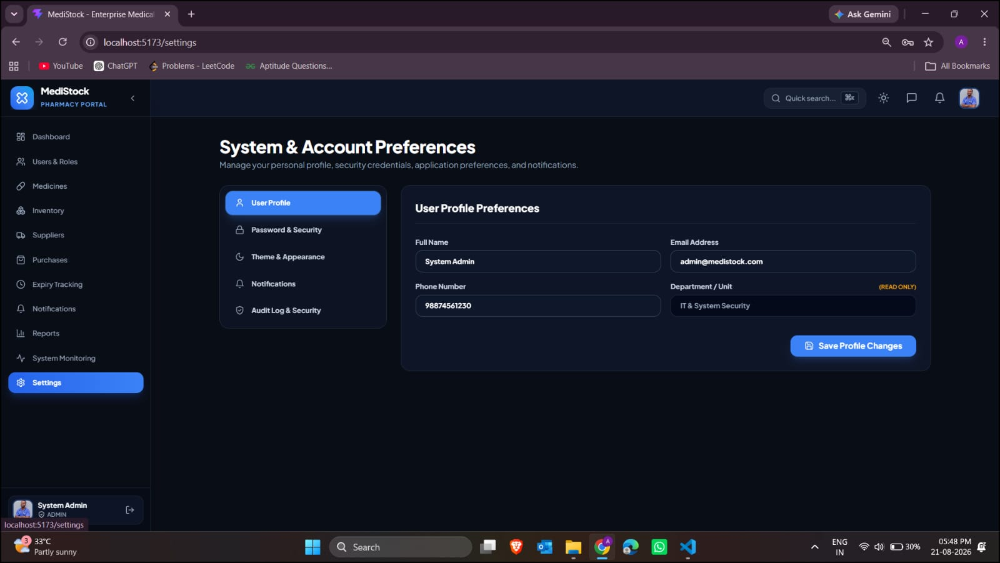 MediStock - Enterprise Medical
Ask Gemini
localhost:5173/settings
A
YouTube
ChatGPT
Problems - LeetCode
Aptitude Questions...
All Bookmarks
MediStock
PHARMACY PORTAL
Quick search...
⌘K
Dashboard
Users & Roles
Medicines
Inventory
Suppliers
Purchases
Expiry Tracking
Notifications
Reports
System Monitoring
Settings
System & Account Preferences
Manage your personal profile, security credentials, application preferences, and notifications.
User Profile
Password & Security
Theme & Appearance
Notifications
Audit Log & Security
User Profile Preferences
Full Name
System Admin
Email Address
admin@medistock.com
Phone Number
98874561230
Department / Unit
(READ ONLY)
IT & System Security
Save Profile Changes
System Admin
ADMIN
localhost:5173/settings
3
33°C
Partly sunny
Search
A
ENG
IN
30%
05:48 PM
21-08-2026